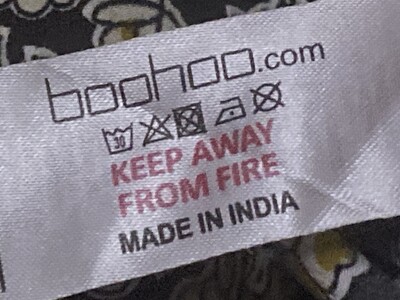 boohoo.com
30
KEEP AWAY
FROM FIRE
MADE IN INDIA